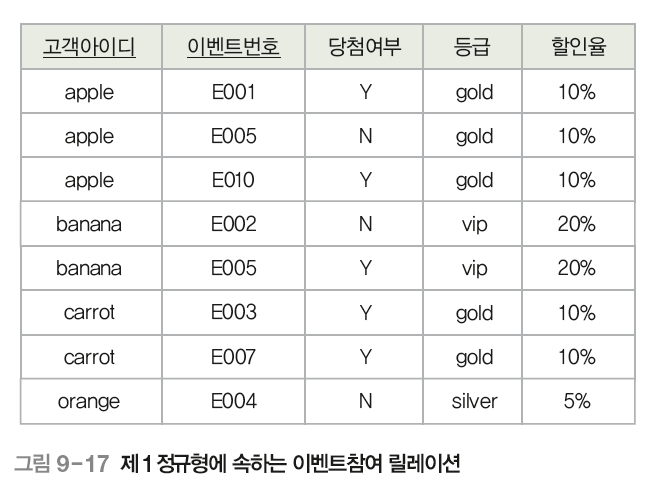 고객아이디 이벤트번호 당첨여부 등급 할인율
apple E001 Y gold 10%
apple E005 N gold 10%
apple E010 Y gold 10%
banana E002 N vip 20%
banana E005 Y vip 20%
carrot E003 Y gold 10%
carrot E007 Y gold 10%
orange E004 N silver 5%
그림 9-17 제1정규형에 속하는 이벤트참여 릴레이션